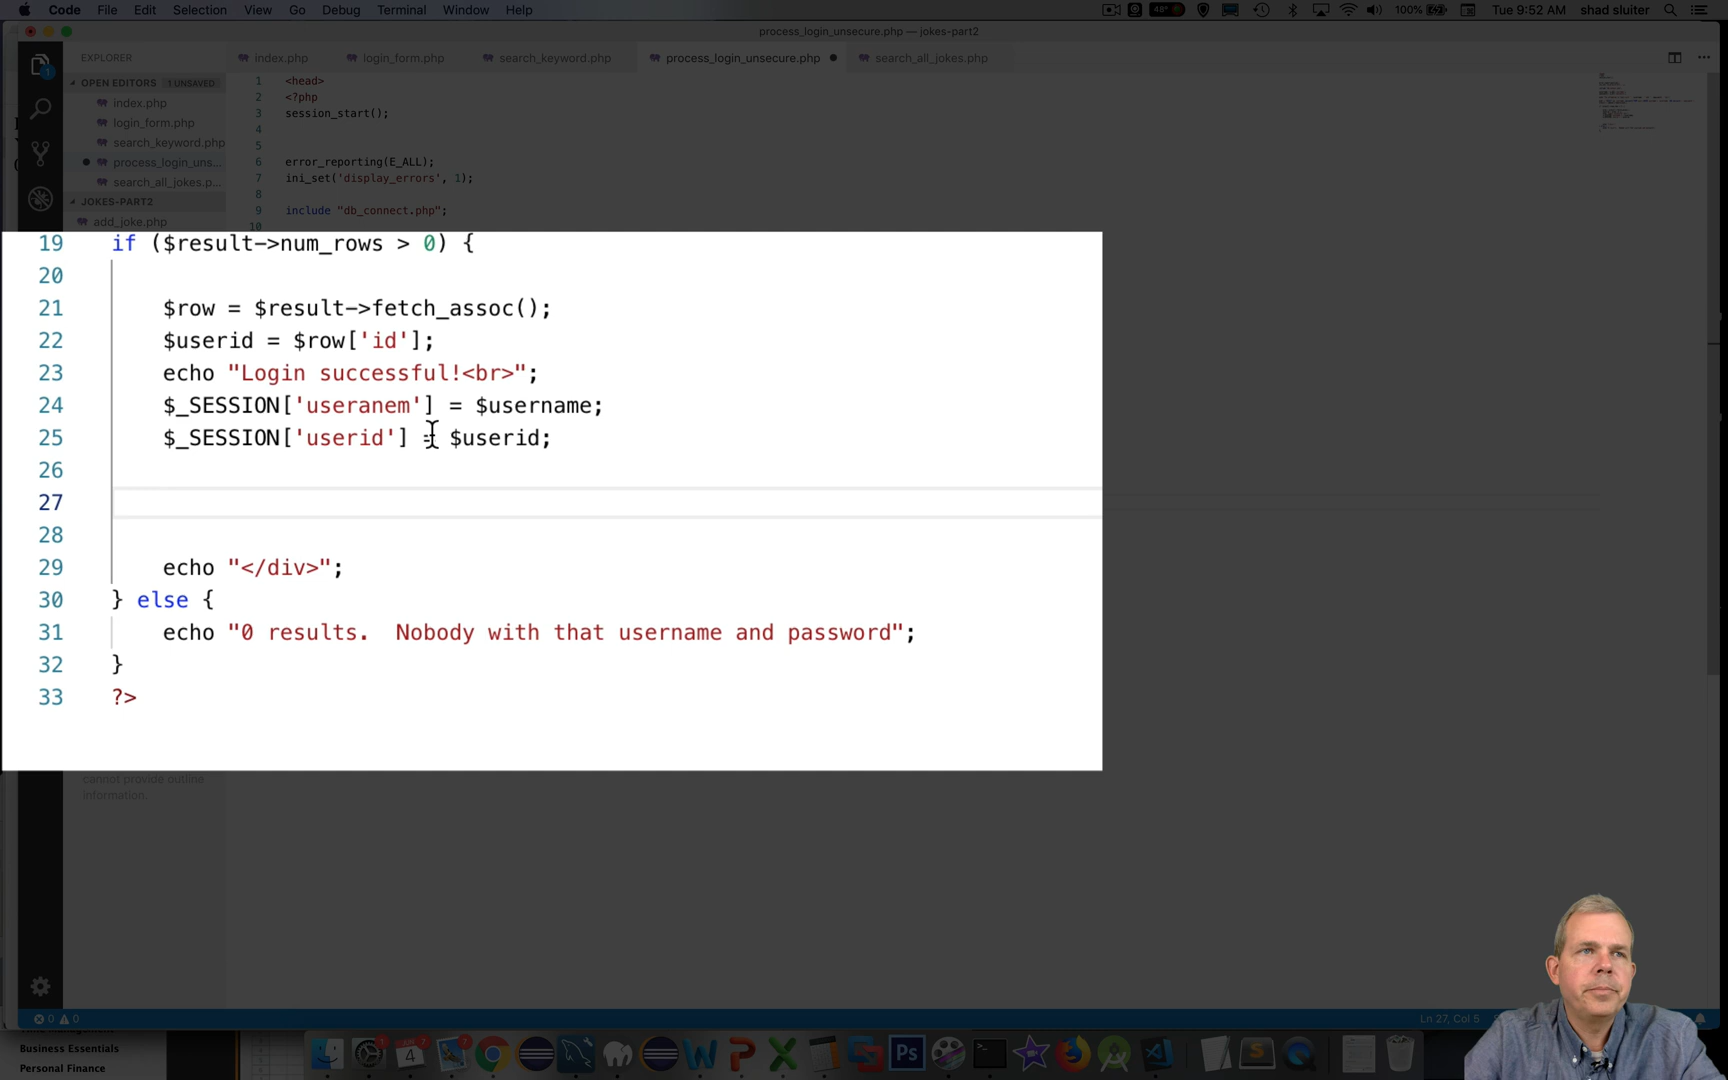 Code File Edit Selection View Go Debug Terminal Window Help 48° 100% Tue 9:52 AM shad sluiter
process_login_unsecure.php — jokes-part2
EXPLORER
index.php login_form.php search_keyword.php process_login_unsecure.php search_all_jokes.php
OPEN EDITORS 1 UNSAVED
index.php
login_form.php
search_keyword.php
process_login_uns...
search_all_jokes.p...
JOKES-PART2
add_joke.php
1 <head>
2 <?php
3 session_start();
4
5
6 error_reporting(E_ALL);
7 ini_set('display_errors', 1);
8
9 include "db_connect.php";
10
19 if ($result->num_rows > 0) {
20
21 $row = $result->fetch_assoc();
22 $userid = $row['id'];
23 echo "Login successful!<br>";
24 $_SESSION['useranem'] = $username;
25 $_SESSION['userid'] = $userid;
26
27
28
29 echo "</div>";
30 } else {
31 echo "0 results.  Nobody with that username and password";
32 }
33 ?>
cannot provide outline
information.
0 0
Ln 27, Col 5
Business Essentials
Personal Finance